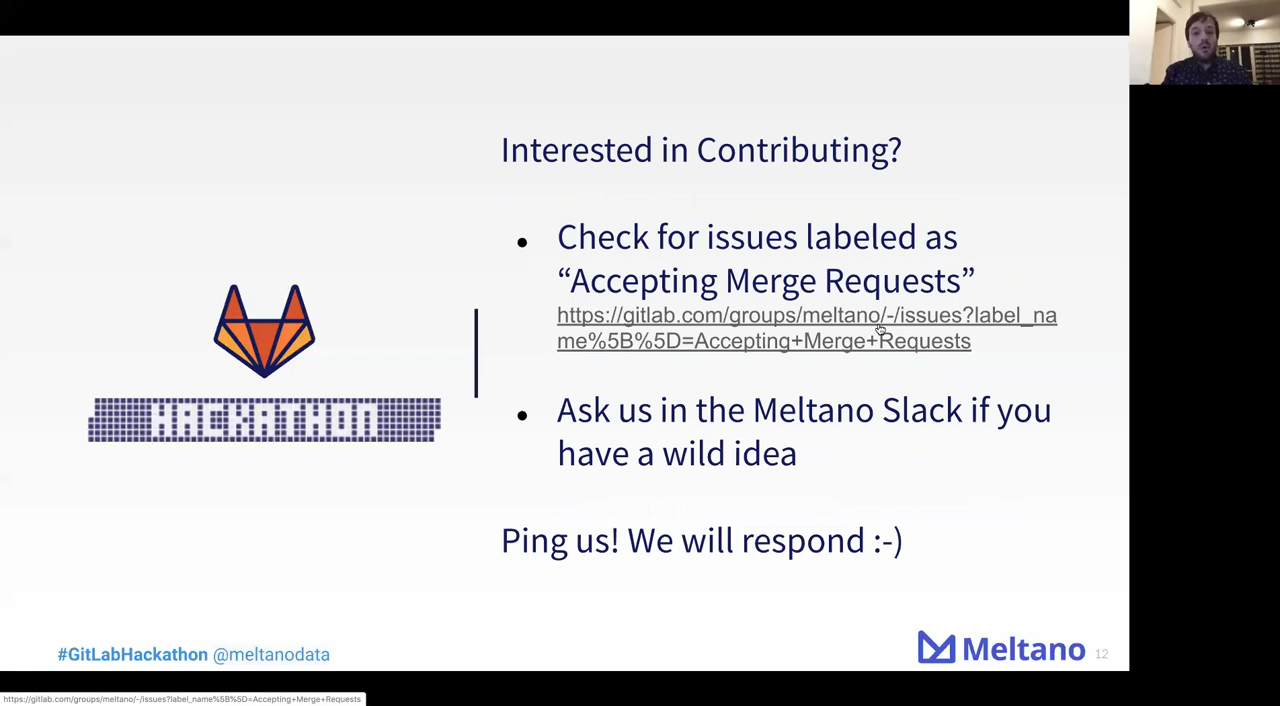 Interested in Contributing?
● Check for issues labeled as
“Accepting Merge Requests”
https://gitlab.com/groups/meltano/-/issues?label_na
me%5B%5D=Accepting+Merge+Requests
HACKATHON
● Ask us in the Meltano Slack if you
have a wild idea
Ping us! We will respond :-)
#GitLabHackathon @meltanodata
Meltano 12
https://gitlab.com/groups/meltano/-/issues?label_name%5B%5D=Accepting+Merge+Requests